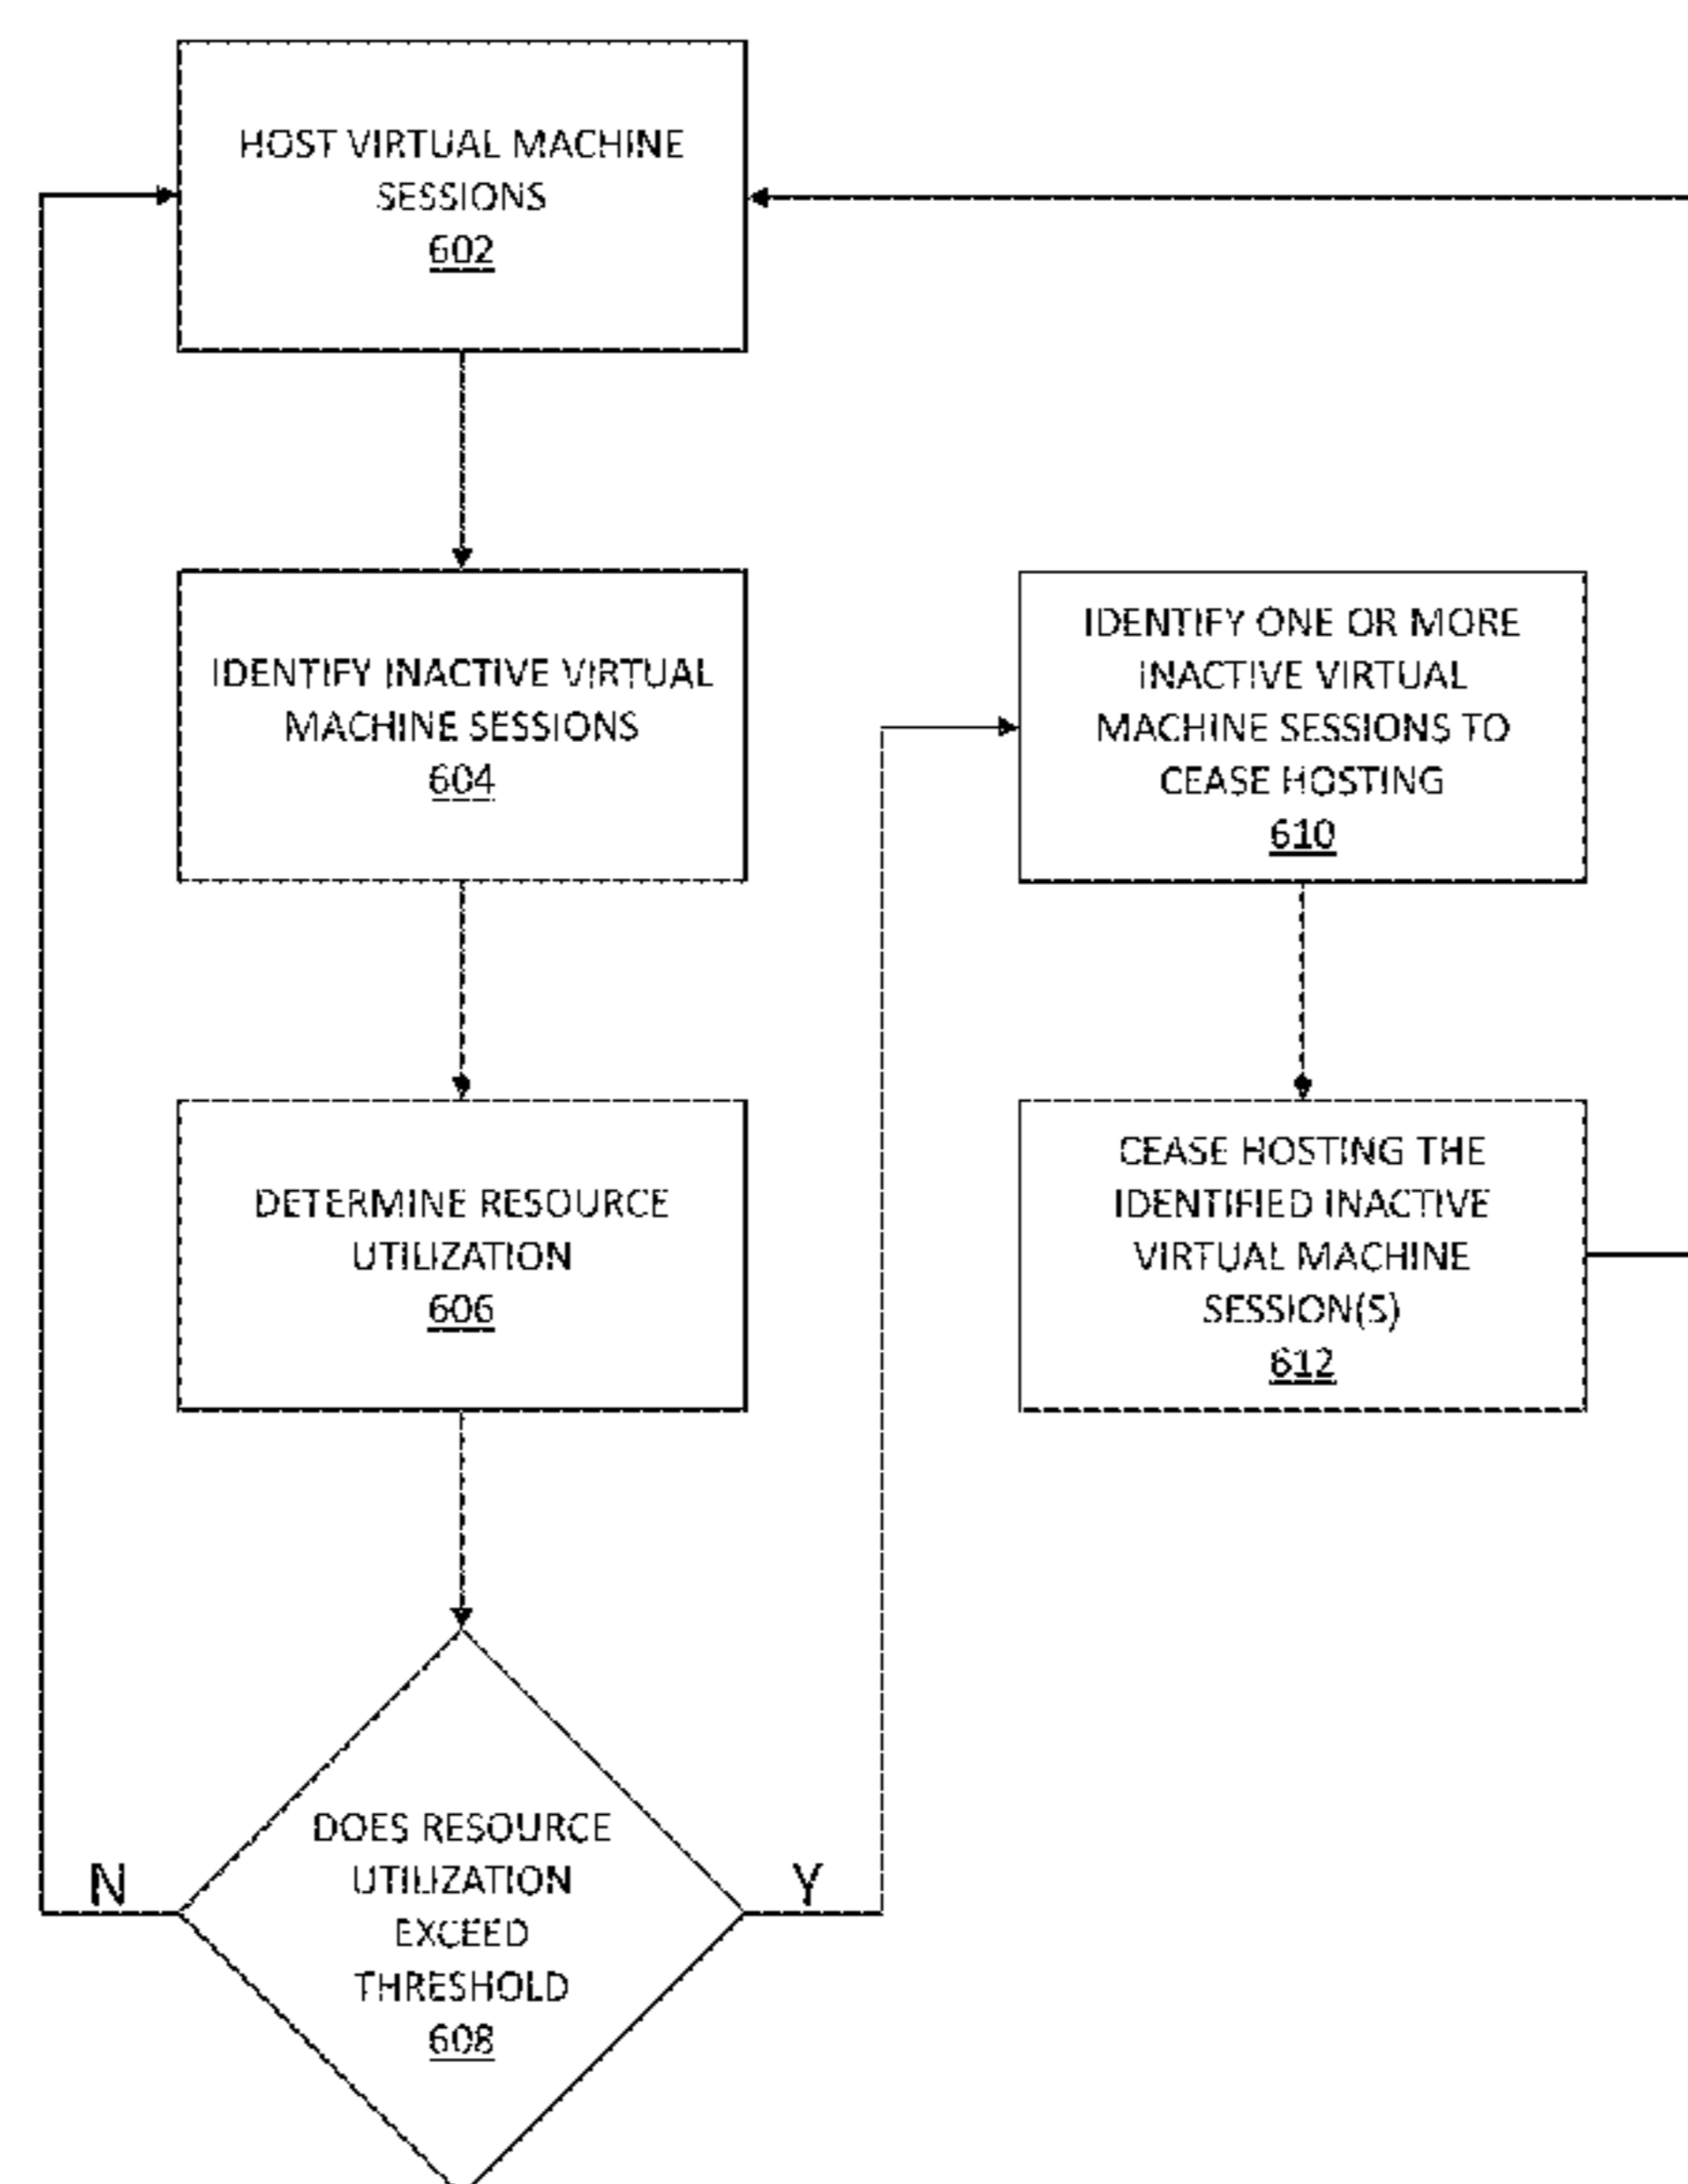 HOST VIRTUAL MACHINE
SESSIONS
602
IDENTIFY INACTIVE VIRTUAL
MACHINE SESSIONS
604
DETERMINE RESOURCE
UTILIZATION
606
DOES RESOURCE
UTILIZATION
EXCEED
THRESHOLD
608
N
Y
IDENTIFY ONE OR MORE
INACTIVE VIRTUAL
MACHINE SESSIONS TO
CEASE HOSTING
610
CEASE HOSTING THE
IDENTIFIED INACTIVE
VIRTUAL MACHINE
SESSION(S)
612